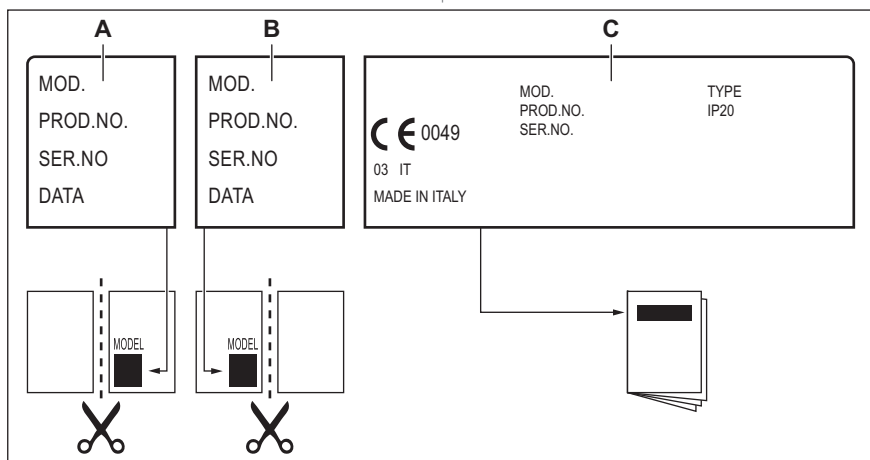 A
B
C
MOD.
PROD.NO.
SER.NO
DATA
MOD.
PROD.NO.
SER.NO
DATA
MOD.
PROD.NO.
SER.NO.
TYPE
IP20
CE 0049
03 IT
MADE IN ITALY
MODEL
MODEL